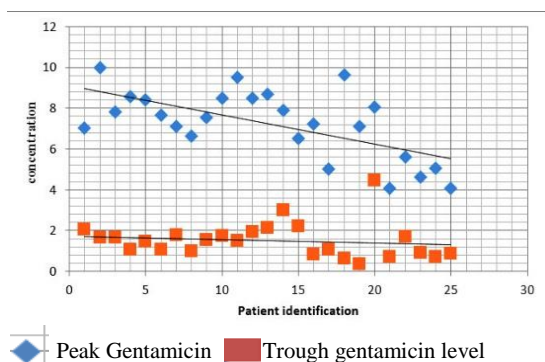 12
10
8
6
4
2
0
concentration
0 5 10 15 20 25 30
Patient identification
Peak Gentamicin Trough gentamicin level